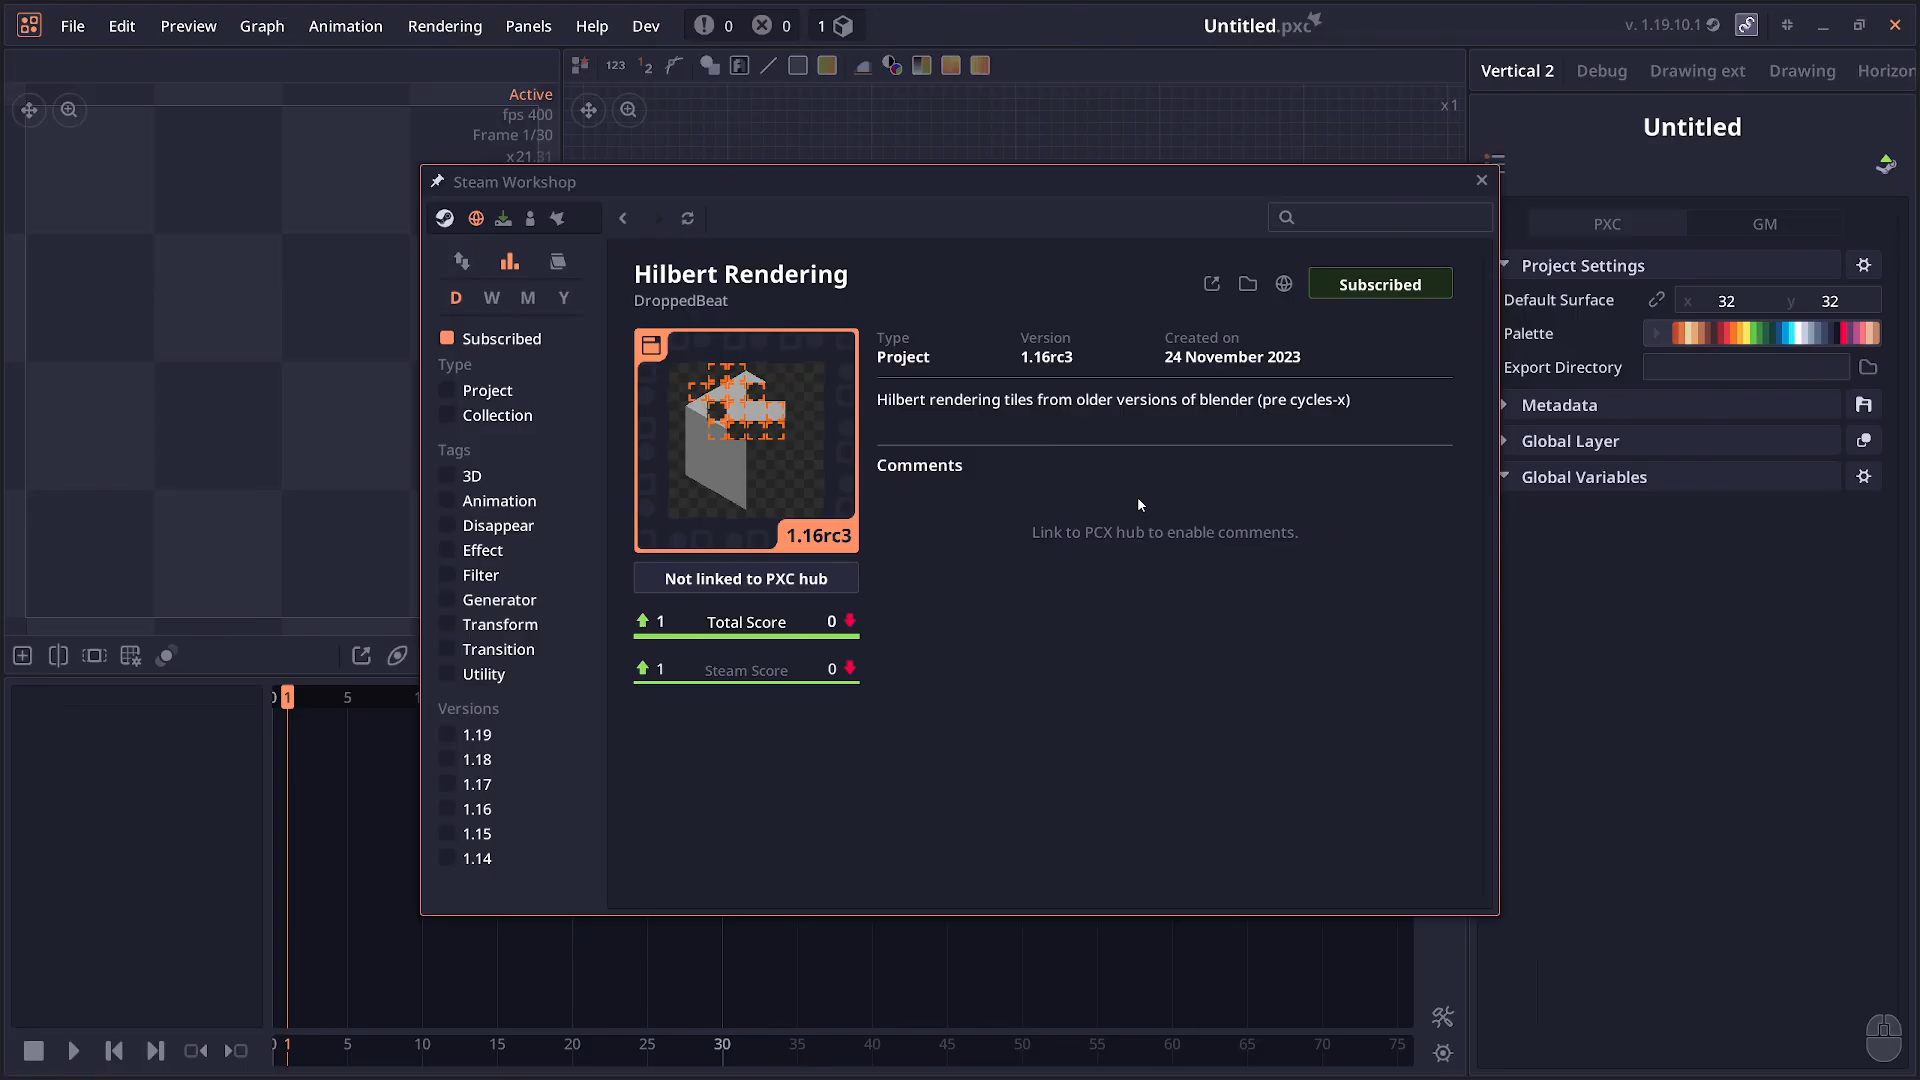 File Edit Preview Graph Animation Rendering Panels Help Dev 0 0 1 Untitled.pxc v. 1.19.10.1
123 1 2
Vertical 2 Debug Drawing ext Drawing Horizon
Active
fps 400
Frame 1/30
x21.31
x1
Untitled
Steam Workshop
PXC GM
D W M Y
Subscribed
Type
Project
Collection
Tags
3D
Animation
Disappear
Effect
Filter
Generator
Transform
Transition
Utility
Versions
1.19
1.18
1.17
1.16
1.15
1.14
Hilbert Rendering
DroppedBeat
Subscribed
Type Version Created on
Project 1.16rc3 24 November 2023
Hilbert rendering tiles from older versions of blender (pre cycles-x)
Comments
Link to PCX hub to enable comments.
1.16rc3
Not linked to PXC hub
1 Total Score 0
1 Steam Score 0
Project Settings
Default Surface x 32 y 32
Palette
Export Directory
Metadata
Global Layer
Global Variables
1 5
1 5 10 15 20 25 30 35 40 45 50 55 60 65 70 75